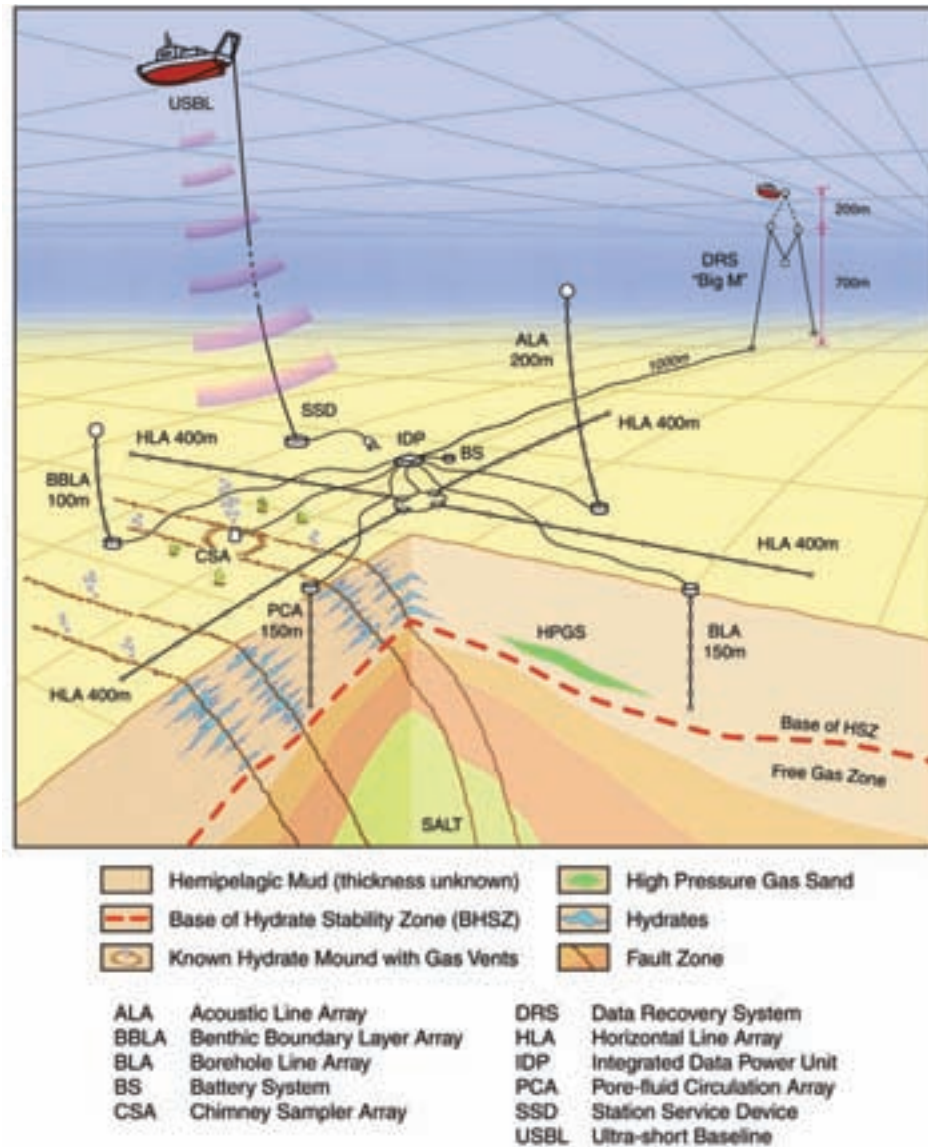 USBL
200m
DRS
"Big M"
700m
ALA
200m
1000m
SSD
HLA 400m
IDP
BS
HLA 400m
BBLA
100m
CSA
HLA 400m
PCA
150m
HPGS
BLA
150m
HLA 400m
Base of HSZ
Free Gas Zone
SALT
Hemipelagic Mud (thickness unknown)
High Pressure Gas Sand
Base of Hydrate Stability Zone (BHSZ)
Hydrates
Known Hydrate Mound with Gas Vents
Fault Zone
ALA Acoustic Line Array
BBLA Benthic Boundary Layer Array
BLA Borehole Line Array
BS Battery System
CSA Chimney Sampler Array
DRS Data Recovery System
HLA Horizontal Line Array
IDP Integrated Data Power Unit
PCA Pore-fluid Circulation Array
SSD Station Service Device
USBL Ultra-short Baseline